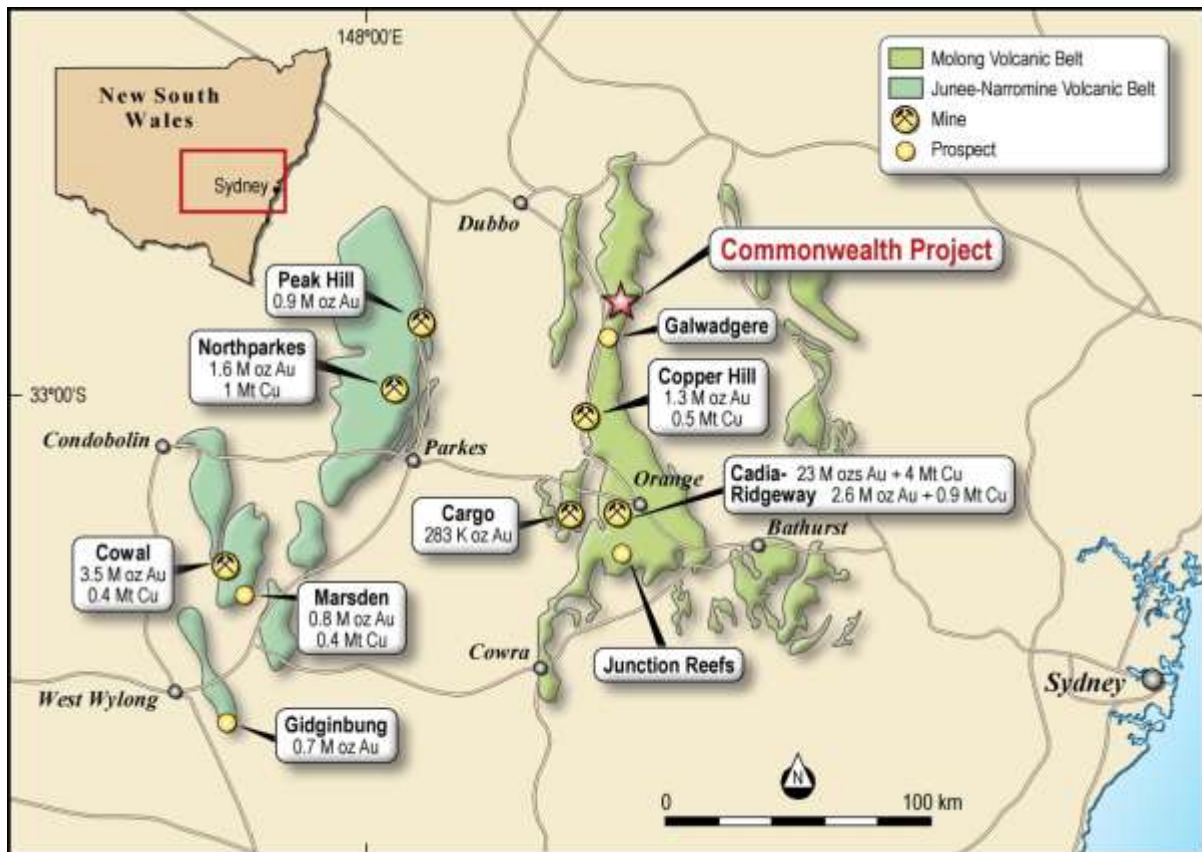 148°00'E
New South
Wales
Sydney
Molong Volcanic Belt
Junee-Narromine Volcanic Belt
Mine
Prospect
Dubbo
Commonwealth Project
Peak Hill
0.9 M oz Au
Galwadgere
Northparkes
1.6 M oz Au
1 Mt Cu
Copper Hill
1.3 M oz Au
0.5 Mt Cu
33°00'S
Condobolin
Parkes
Orange
Cadia- 23 M ozs Au + 4 Mt Cu
Ridgeway 2.6 M oz Au + 0.9 Mt Cu
Cargo
283 K oz Au
Bathurst
Cowal
3.5 M oz Au
0.4 Mt Cu
Marsden
0.8 M oz Au
0.4 Mt Cu
Cowra
Junction Reefs
Sydney
West Wylong
Gidginbung
0.7 M oz Au
N
0 100 km